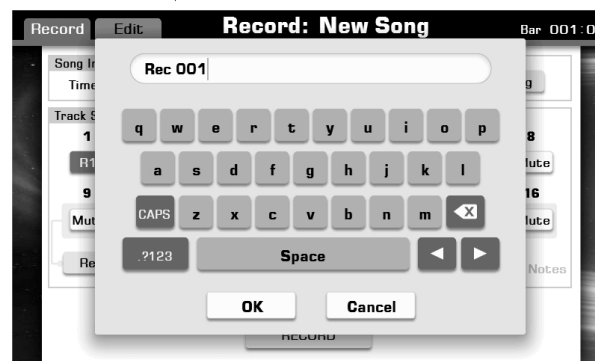 Record Edit Record: New Song Bar 001:0
Song In
Rec 001
Time g
Track S
q w e r t y u i o p
1 8
R1 Mute
a s d f g h j k l
9 16
CAPS z x c v b n m
Mut Mute
.?123 Space
Re Notes
OK Cancel
RECORD